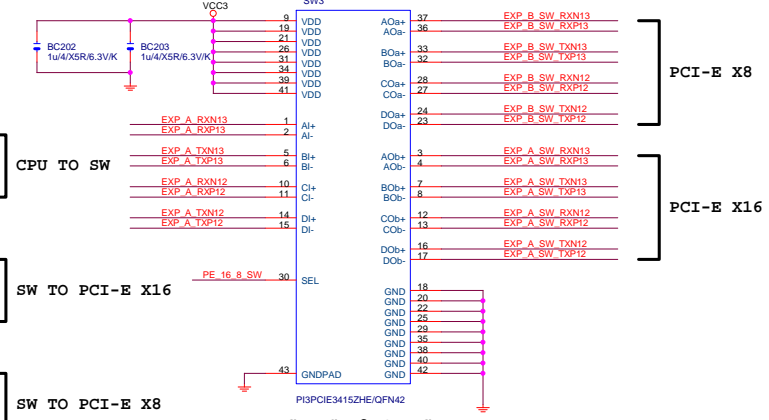 VCC3
SW3
BC202
1u/4/X5R/6.3V/K
BC203
1u/4/X5R/6.3V/K
9 VDD
19 VDD
21 VDD
26 VDD
31 VDD
34 VDD
39 VDD
41 VDD
EXP_A_RXN13 1 AI+
EXP_A_RXP13 2 AI-
EXP_A_TXN13 5 BI+
EXP_A_TXP13 6 BI-
EXP_A_RXN12 10 CI+
EXP_A_RXP12 11 CI-
EXP_A_TXN12 14 DI+
EXP_A_TXP12 15 DI-
PE_16_8_SW 30 SEL
43 GNDPAD
AOa+ 37 EXP_B_SW_RXN13
AOa- 36 EXP_B_SW_RXP13
BOa+ 33 EXP_B_SW_TXN13
BOa- 32 EXP_B_SW_TXP13
COa+ 28 EXP_B_SW_RXN12
COa- 27 EXP_B_SW_RXP12
DOa+ 24 EXP_B_SW_TXN12
DOa- 23 EXP_B_SW_TXP12
PCI-E X8
AOb+ 3 EXP_A_SW_RXN13
AOb- 4 EXP_A_SW_RXP13
BOb+ 7 EXP_A_SW_TXN13
BOb- 8 EXP_A_SW_TXP13
COb+ 12 EXP_A_SW_RXN12
COb- 13 EXP_A_SW_RXP12
DOb+ 16 EXP_A_SW_TXN12
DOb- 17 EXP_A_SW_TXP12
PCI-E X16
GND 18
GND 20
GND 22
GND 25
GND 29
GND 35
GND 38
GND 40
GND 42
PI3PCIE3415ZHE/QFN42
CPU TO SW
SW TO PCI-E X16
SW TO PCI-E X8